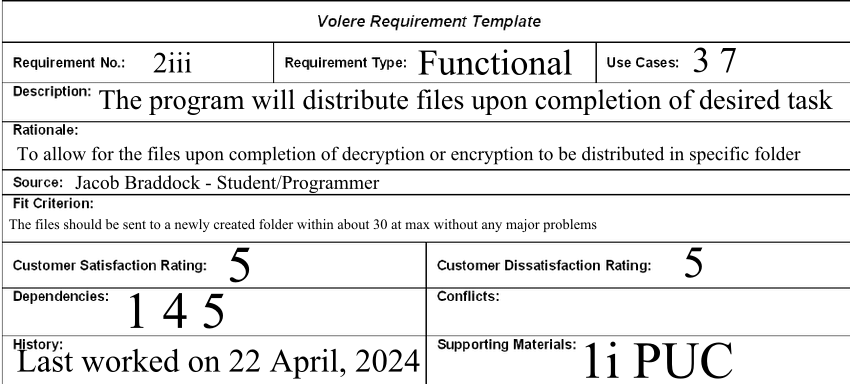 Volere Requirement Template
Requirement No.: 2iii Requirement Type: Functional Use Cases: 3 7
Description: The program will distribute files upon completion of desired task
Rationale:
To allow for the files upon completion of decryption or encryption to be distributed in specific folder
Source: Jacob Braddock - Student/Programmer
Fit Criterion:
The files should be sent to a newly created folder within about 30 at max without any major problems
Customer Satisfaction Rating: 5 Customer Dissatisfaction Rating: 5
Dependencies: 1 4 5 Conflicts:
History: Last worked on 22 April, 2024 Supporting Materials: 1i PUC